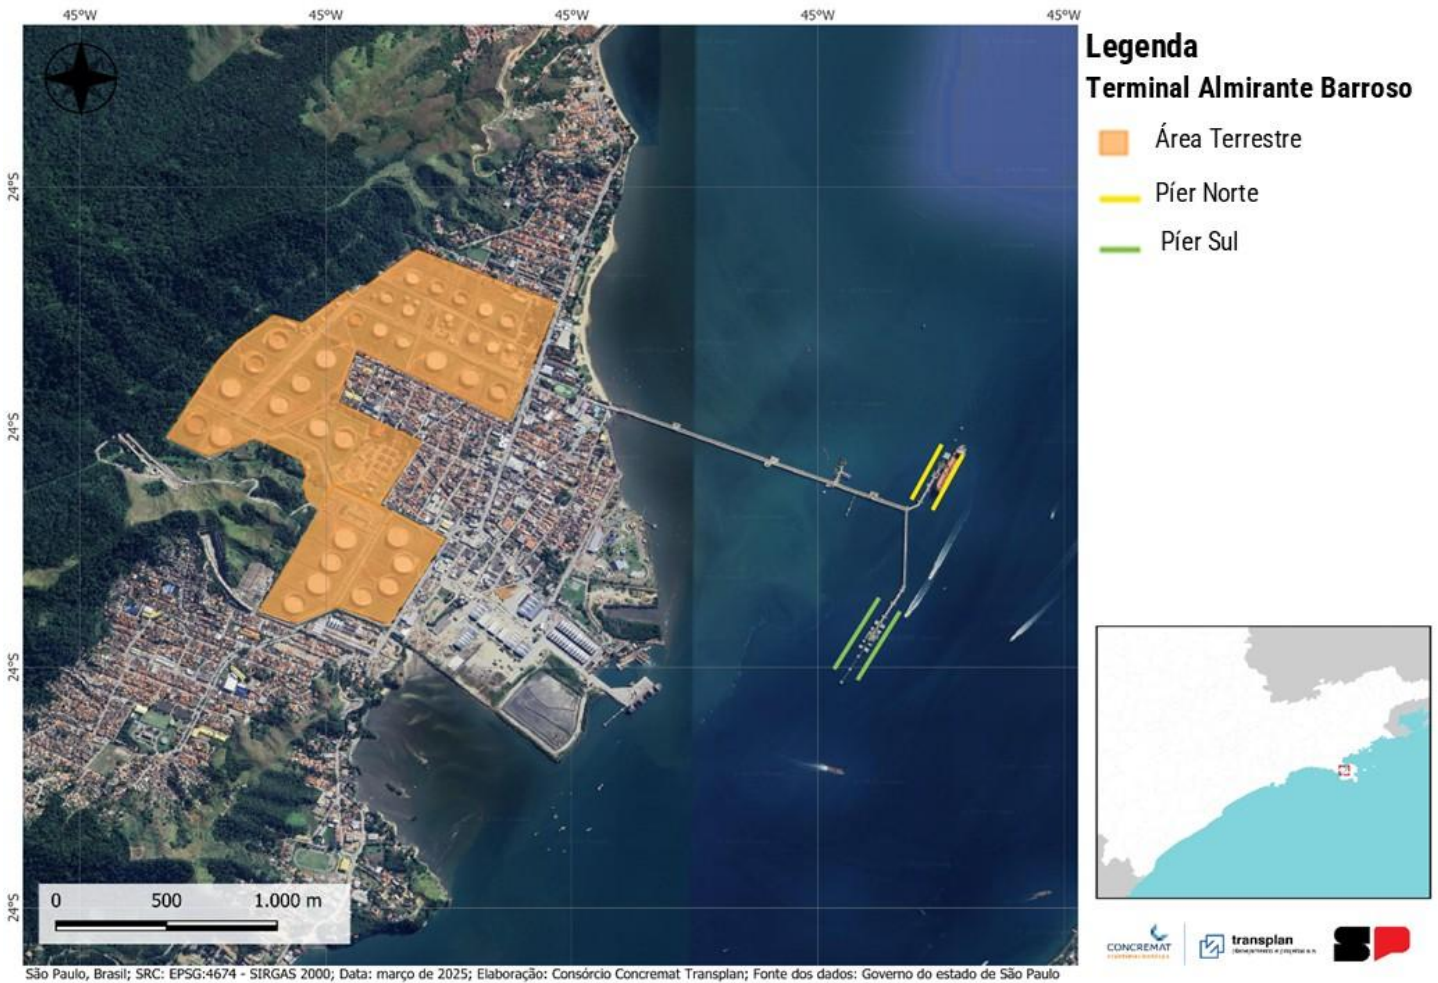 45°W 45°W 45°W 45°W 45°W
24°S
24°S
24°S
24°S
0 500 1.000 m
Legenda
Terminal Almirante Barroso
Área Terrestre
Píer Norte
Píer Sul
CONCREMAT
transplan
SP
São Paulo, Brasil; SRC: EPSG:4674 - SIRGAS 2000; Data: março de 2025; Elaboração: Consórcio Concremat Transplan; Fonte dos dados: Governo do estado de São Paulo